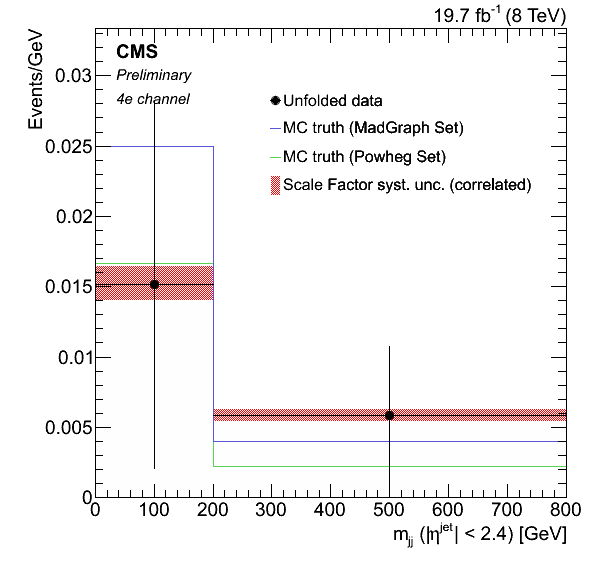 19.7 fb⁻¹ (8 TeV)
Events/GeV
CMS
Preliminary
4e channel
Unfolded data
MC truth (MadGraph Set)
MC truth (Powheg Set)
Scale Factor syst. unc. (correlated)
0.03
0.025
0.02
0.015
0.01
0.005
0
0 100 200 300 400 500 600 700 800
m_jj (|η^jet| < 2.4) [GeV]